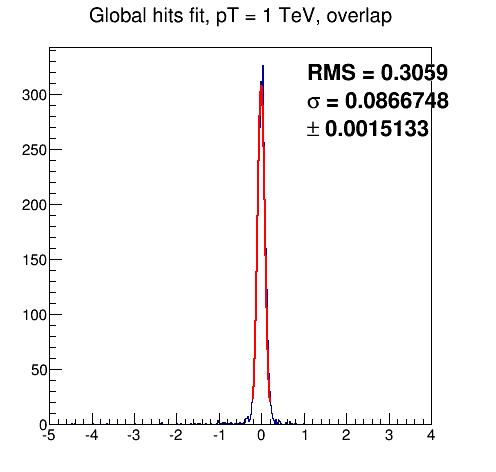 Global hits fit, pT = 1 TeV, overlap
RMS = 0.3059
σ = 0.0866748
± 0.0015133
300
250
200
150
100
50
0
-5 -4 -3 -2 -1 0 1 2 3 4